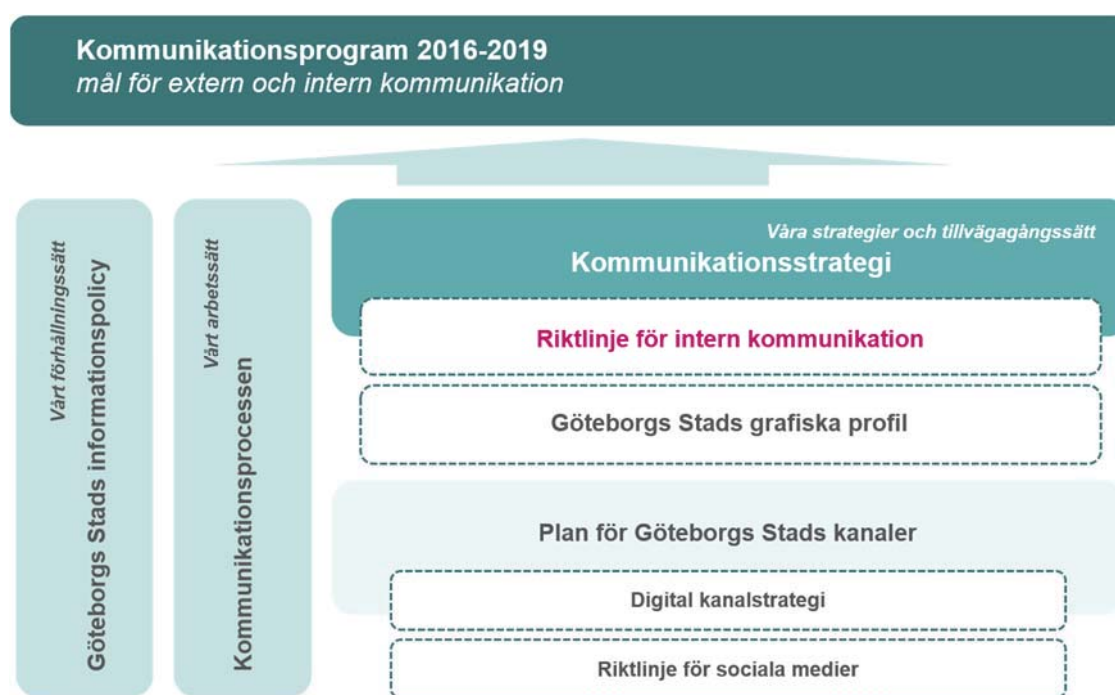 Kommunikationsprogram 2016-2019
mål för extern och intern kommunikation
Vårt förhållningssätt
Göteborgs Stads informationspolicy
Vårt arbetssätt
Kommunikationsprocessen
Våra strategier och tillvägagångssätt
Kommunikationsstrategi
Riktlinje för intern kommunikation
Göteborgs Stads grafiska profil
Plan för Göteborgs Stads kanaler
Digital kanalstrategi
Riktlinje för sociala medier